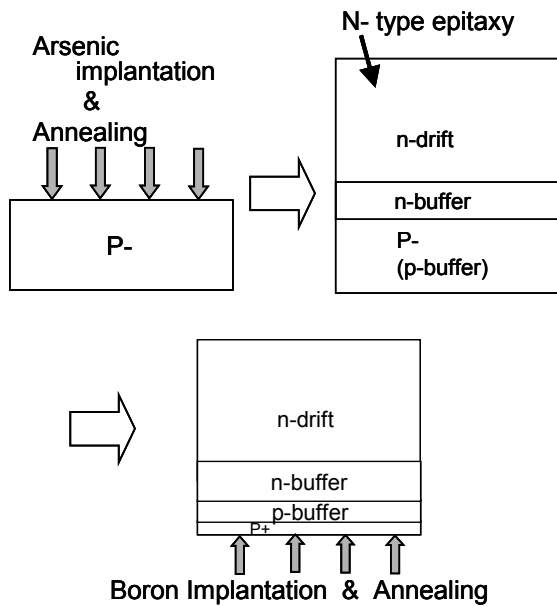 Arsenic
implantation
&
Annealing
P-
N- type epitaxy
n-drift
n-buffer
P-
(p-buffer)
n-drift
n-buffer
p-buffer
P+
Boron Implantation & Annealing